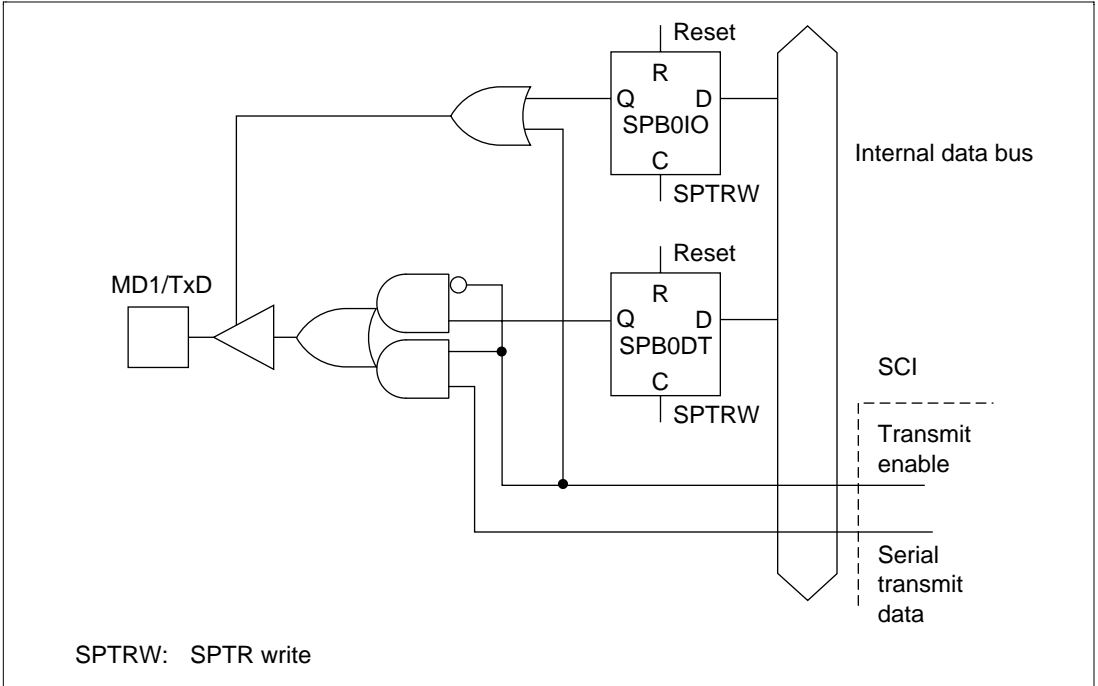 Reset
R
Q D
SPB0IO
C
SPTRW
Internal data bus
Reset
R
Q D
SPB0DT
C
SPTRW
MD1/TxD
SCI
Transmit
enable
Serial
transmit
data
SPTRW: SPTR write